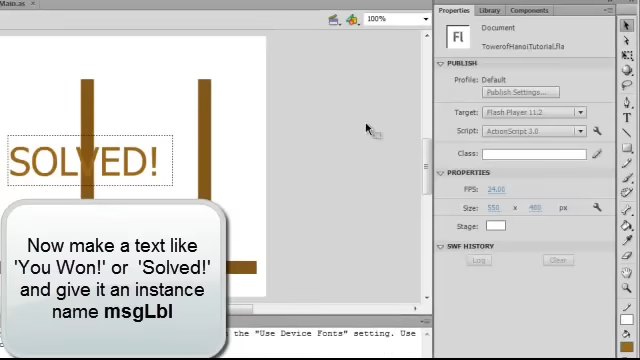 Main.as
100%
Properties Library Components
Document
Fl
TowerofHanoiTutorial.fla
PUBLISH
Profile: Default
Publish Settings...
Target: Flash Player 11.2
Script: ActionScript 3.0
Class:
PROPERTIES
FPS: 24.00
Size: 550 x 480 px
Stage:
SWF HISTORY
Log Clear
SOLVED!
Now make a text like
'You Won!' or 'Solved!'
and give it an instance
name msgLbl
the "Use Device Fonts" setting. Use